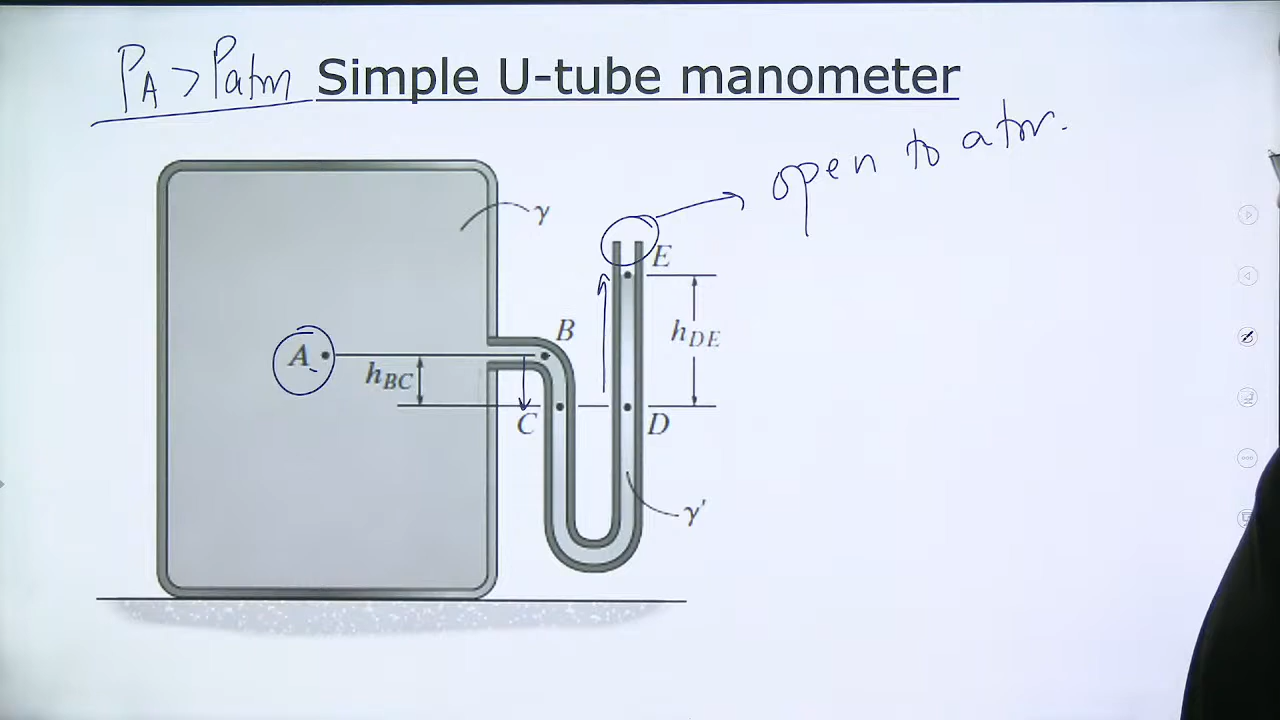 PA > Patm Simple U-tube manometer
open to atm.
γ
E
B
A
hDE
hBC
C
D
γ'